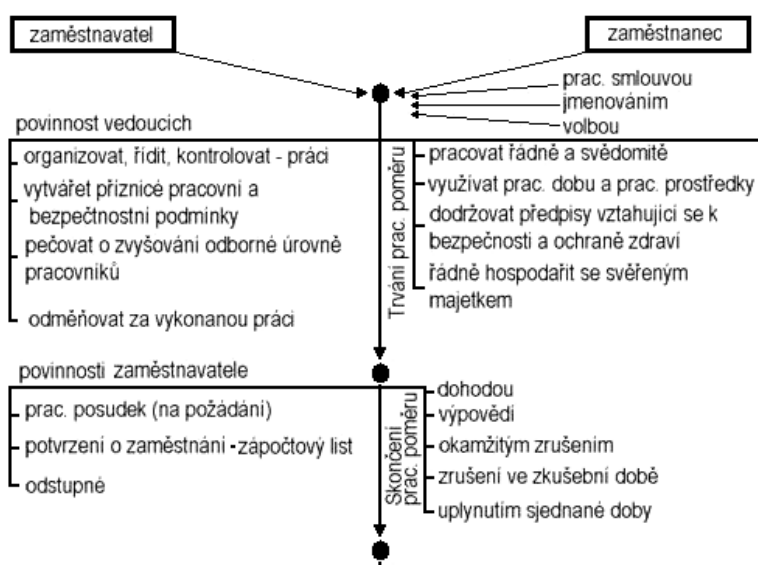 zaměstnavatel
zaměstnanec
prac. smlouvou
jmenováním
volbou
povinnost vedoucích
organizovat, řídit, kontrolovat - práci
vytvářet příznicé pracovní a
bezpečtnostní podmínky
pečovat o zvyšování odborné úrovně
pracovníků
odměňovat za vykonanou práci
Trvání prac. poměru
pracovat řádně a svědomitě
využívat prac. dobu a prac. prostředky
dodržovat předpisy vztahující se k
bezpečnosti a ochraně zdraví
řádně hospodařit se svěřeným
majetkem
povinnosti zaměstnavatele
prac. posudek (na požádání)
potvrzení o zaměstnání - zápočtový list
odstupné
Skončení
prac. poměru
dohodou
výpovědí
okamžitým zrušením
zrušení ve zkušební době
uplynutím sjednané doby